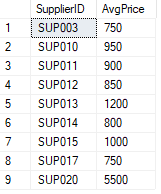 SupplierID AvgPrice
1 SUP003 750
2 SUP010 950
3 SUP011 900
4 SUP012 850
5 SUP013 1200
6 SUP014 800
7 SUP015 1000
8 SUP017 750
9 SUP020 5500